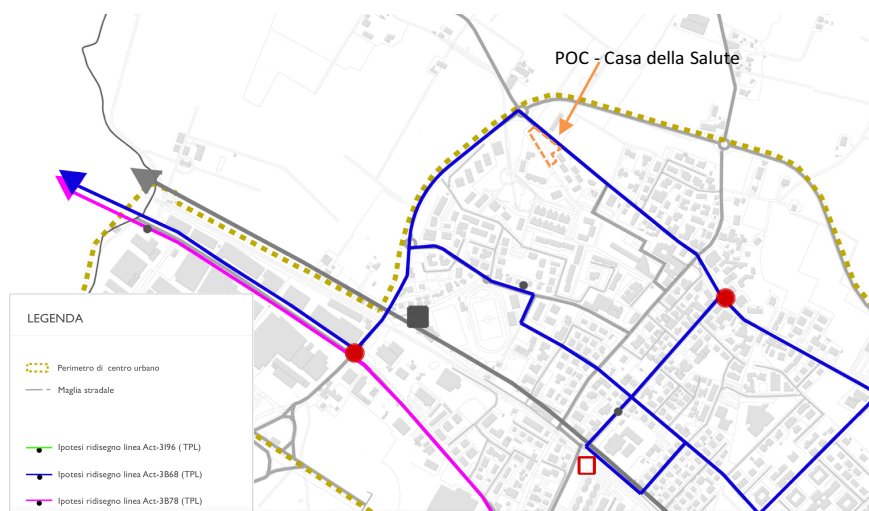 POC - Casa della Salute
LEGENDA
Perimetro di centro urbano
Maglia stradale
Ipotesi ridisegno linea Act-3I96 ( TPL)
Ipotesi ridisegno linea Act-3B68 (TPL)
Ipotesi ridisegno linea Act-3B78 (TPL)